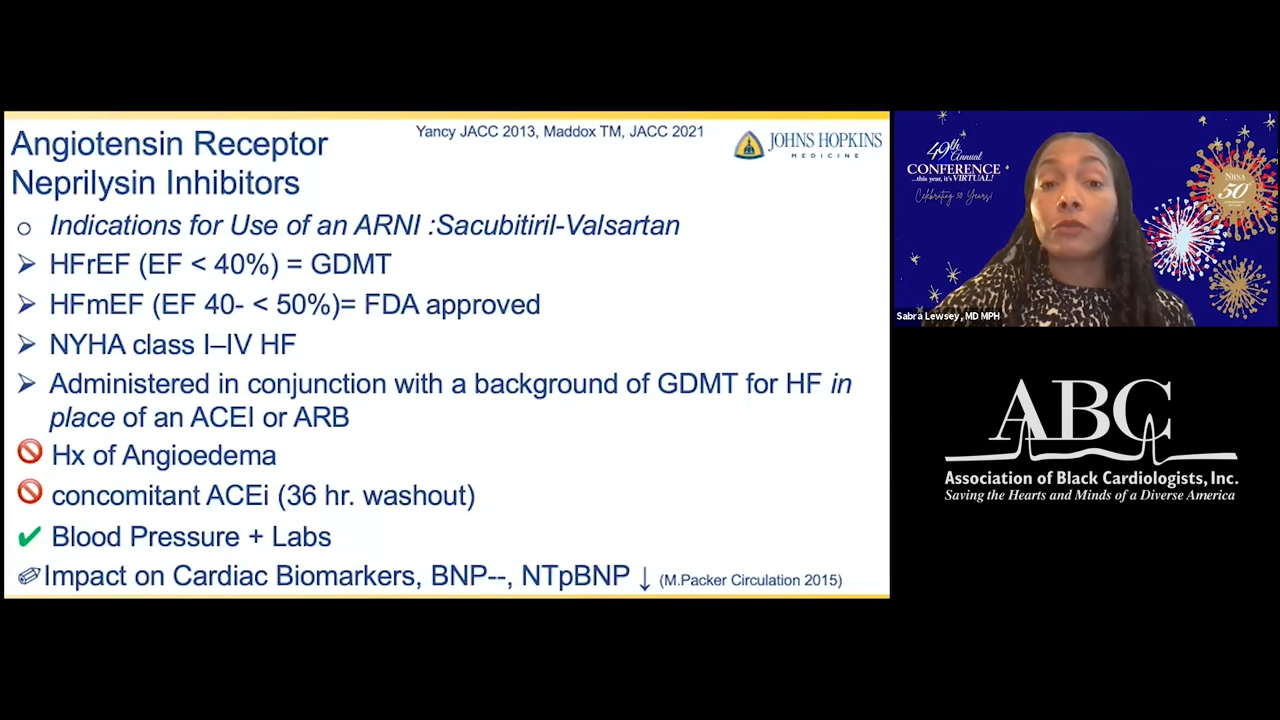 Angiotensin Receptor
Neprilysin Inhibitors
Yancy JACC 2013, Maddox TM, JACC 2021
JOHNS HOPKINS
MEDICINE
o Indications for Use of an ARNI :Sacubitiril-Valsartan
➢ HFrEF (EF < 40%) = GDMT
➢ HFmEF (EF 40- < 50%)= FDA approved
➢ NYHA class I–IV HF
➢ Administered in conjunction with a background of GDMT for HF in
place of an ACEI or ARB
🚫 Hx of Angioedema
🚫 concomitant ACEi (36 hr. washout)
✔ Blood Pressure + Labs
✏Impact on Cardiac Biomarkers, BNP--, NTpBNP ↓ (M.Packer Circulation 2015)
49th Annual
CONFERENCE
...this year, it's VIRTUAL!
Celebrating 50 Years!
NBNA
50
Sabra Lewsey, MD MPH
ABC
Association of Black Cardiologists, Inc.
Saving the Hearts and Minds of a Diverse America